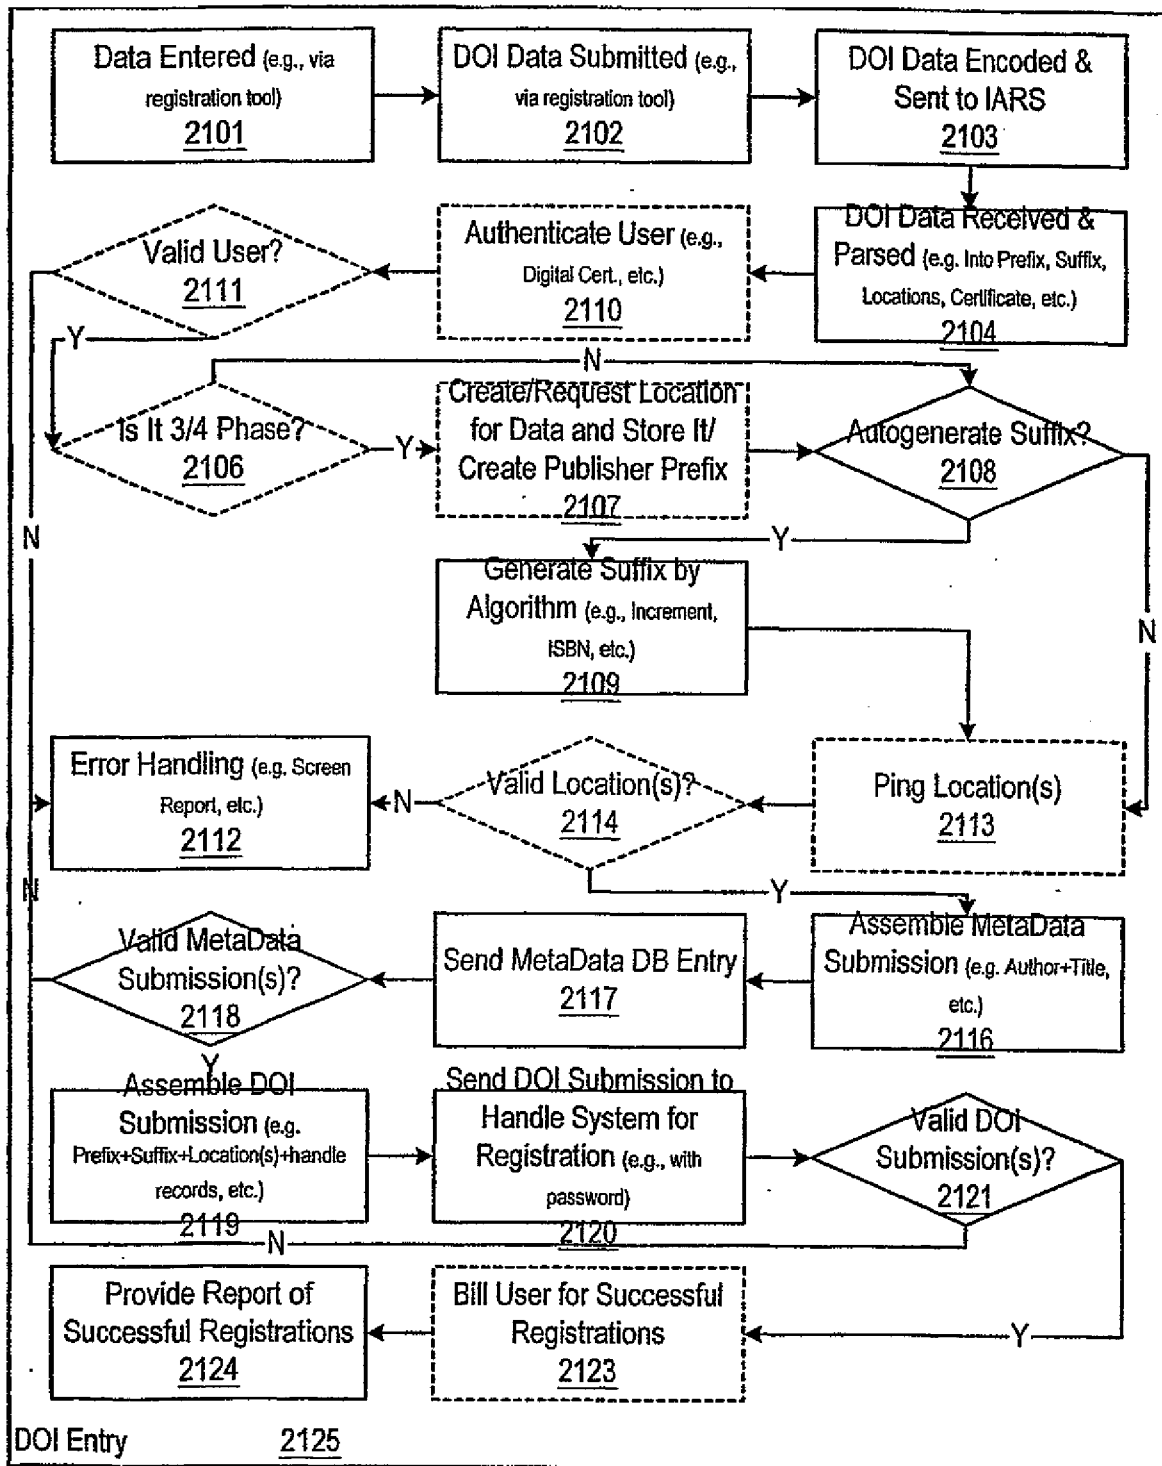 Data Entered (e.g., via
registration tool)
2101
DOI Data Submitted (e.g.,
via registration tool)
2102
DOI Data Encoded &
Sent to IARS
2103
DOI Data Received &
Parsed (e.g. Into Prefix, Suffix,
Locations, Certificate, etc.)
2104
Authenticate User (e.g.,
Digital Cert., etc.)
2110
Valid User?
2111
Y
N
N
Is It 3/4 Phase?
2106
Y
Create/Request Location
for Data and Store It/
Create Publisher Prefix
2107
Autogenerate Suffix?
2108
Y
N
Generate Suffix by
Algorithm (e.g., Increment,
ISBN, etc.)
2109
Ping Location(s)
2113
Valid Location(s)?
2114
N
Y
Error Handling (e.g. Screen
Report, etc.)
2112
Assemble MetaData
Submission (e.g. Author+Title,
etc.)
2116
Send MetaData DB Entry
2117
Valid MetaData
Submission(s)?
2118
N
Y
Assemble DOI
Submission (e.g.
Prefix+Suffix+Location(s)+handle
records, etc.)
2119
Send DOI Submission to
Handle System for
Registration (e.g., with
password)
2120
Valid DOI
Submission(s)?
2121
N
Y
Bill User for Successful
Registrations
2123
Provide Report of
Successful Registrations
2124
DOI Entry 2125